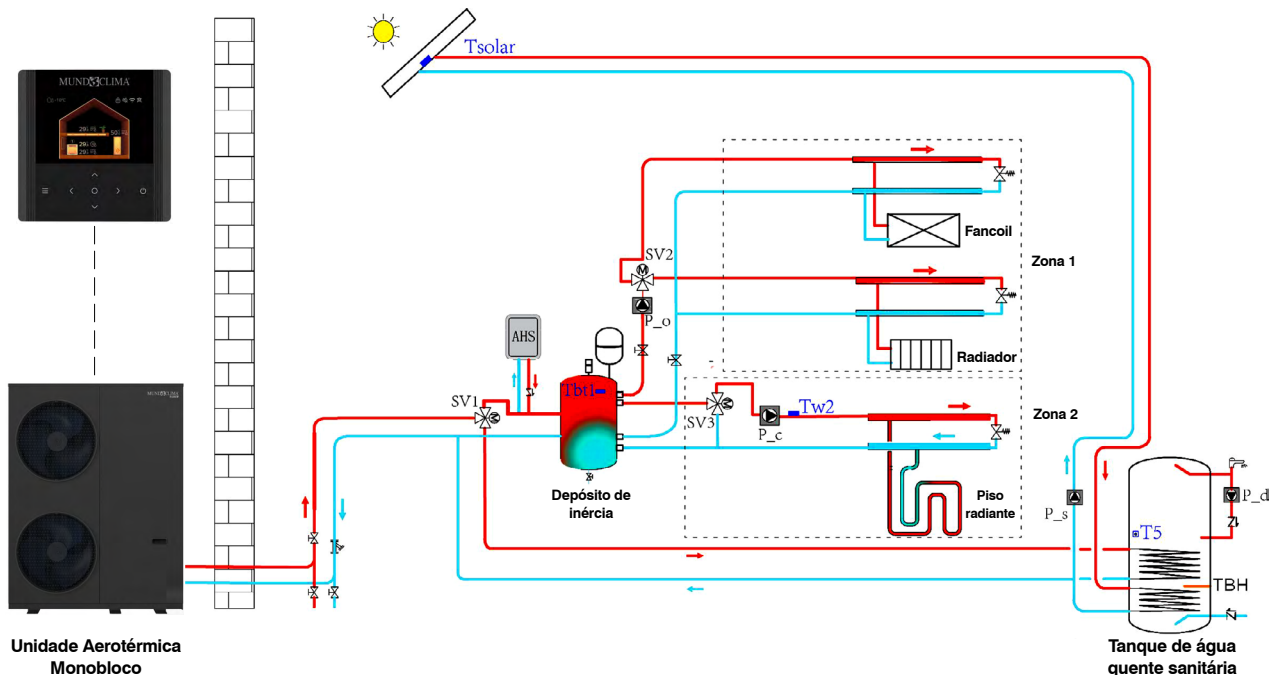 Tsolar
MUNDOCLIMA
SV2
Fancoil
Zona 1
P_o
AHS
Radiador
Tbt1
SV1
Tw2
Zona 2
SV3
P_c
MUNDOCLIMA
Depósito de
inércia
Piso
radiante
P_s
P_d
T5
TBH
Unidade Aerotérmica
Monobloco
Tanque de água
quente sanitária